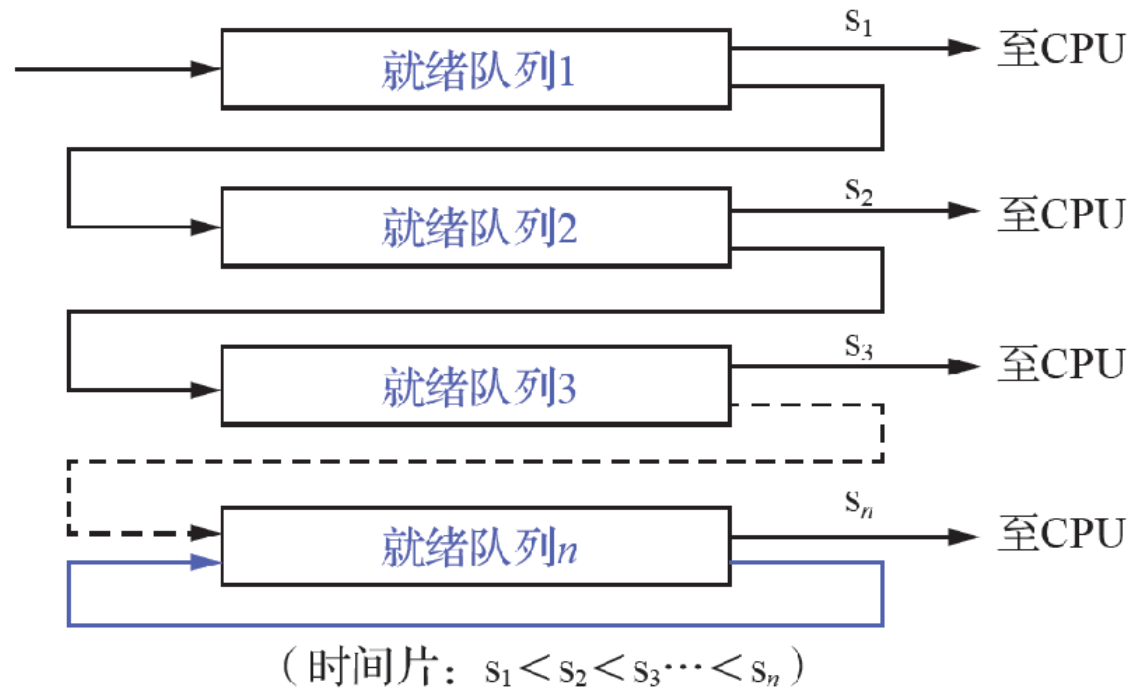 s₁
就绪队列1 至CPU
s₂
就绪队列2 至CPU
s₃
就绪队列3 至CPU
sₙ
就绪队列n 至CPU
(时间片: s₁<s₂<s₃…<sₙ)